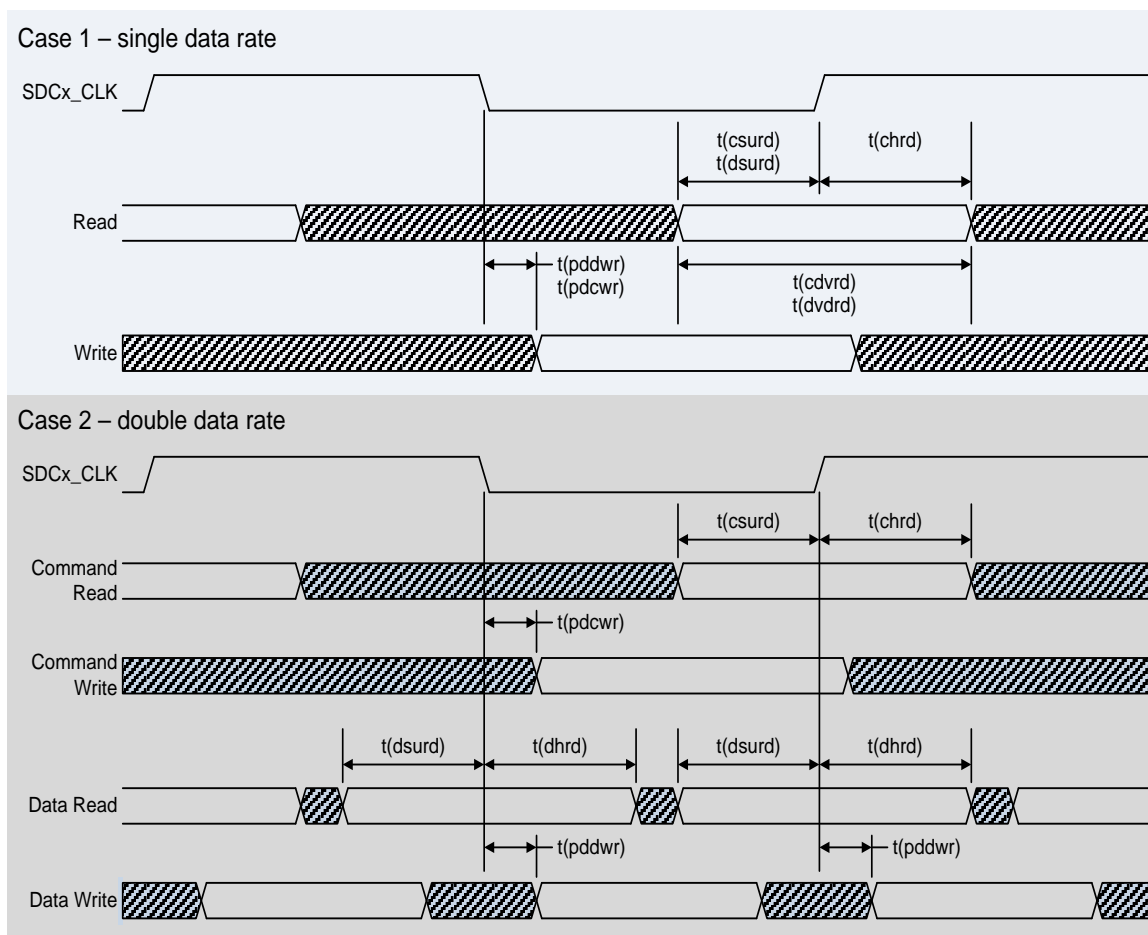 Case 1 – single data rate
SDCx_CLK
t(csurd)
t(dsurd)
t(chrd)
Read
t(pddwr)
t(pdcwr)
t(cdvrd)
t(dvdrd)
Write
Case 2 – double data rate
SDCx_CLK
t(csurd)
t(chrd)
Command
Read
t(pdcwr)
Command
Write
t(dsurd)
t(dhrd)
t(dsurd)
t(dhrd)
Data Read
t(pddwr)
t(pddwr)
Data Write